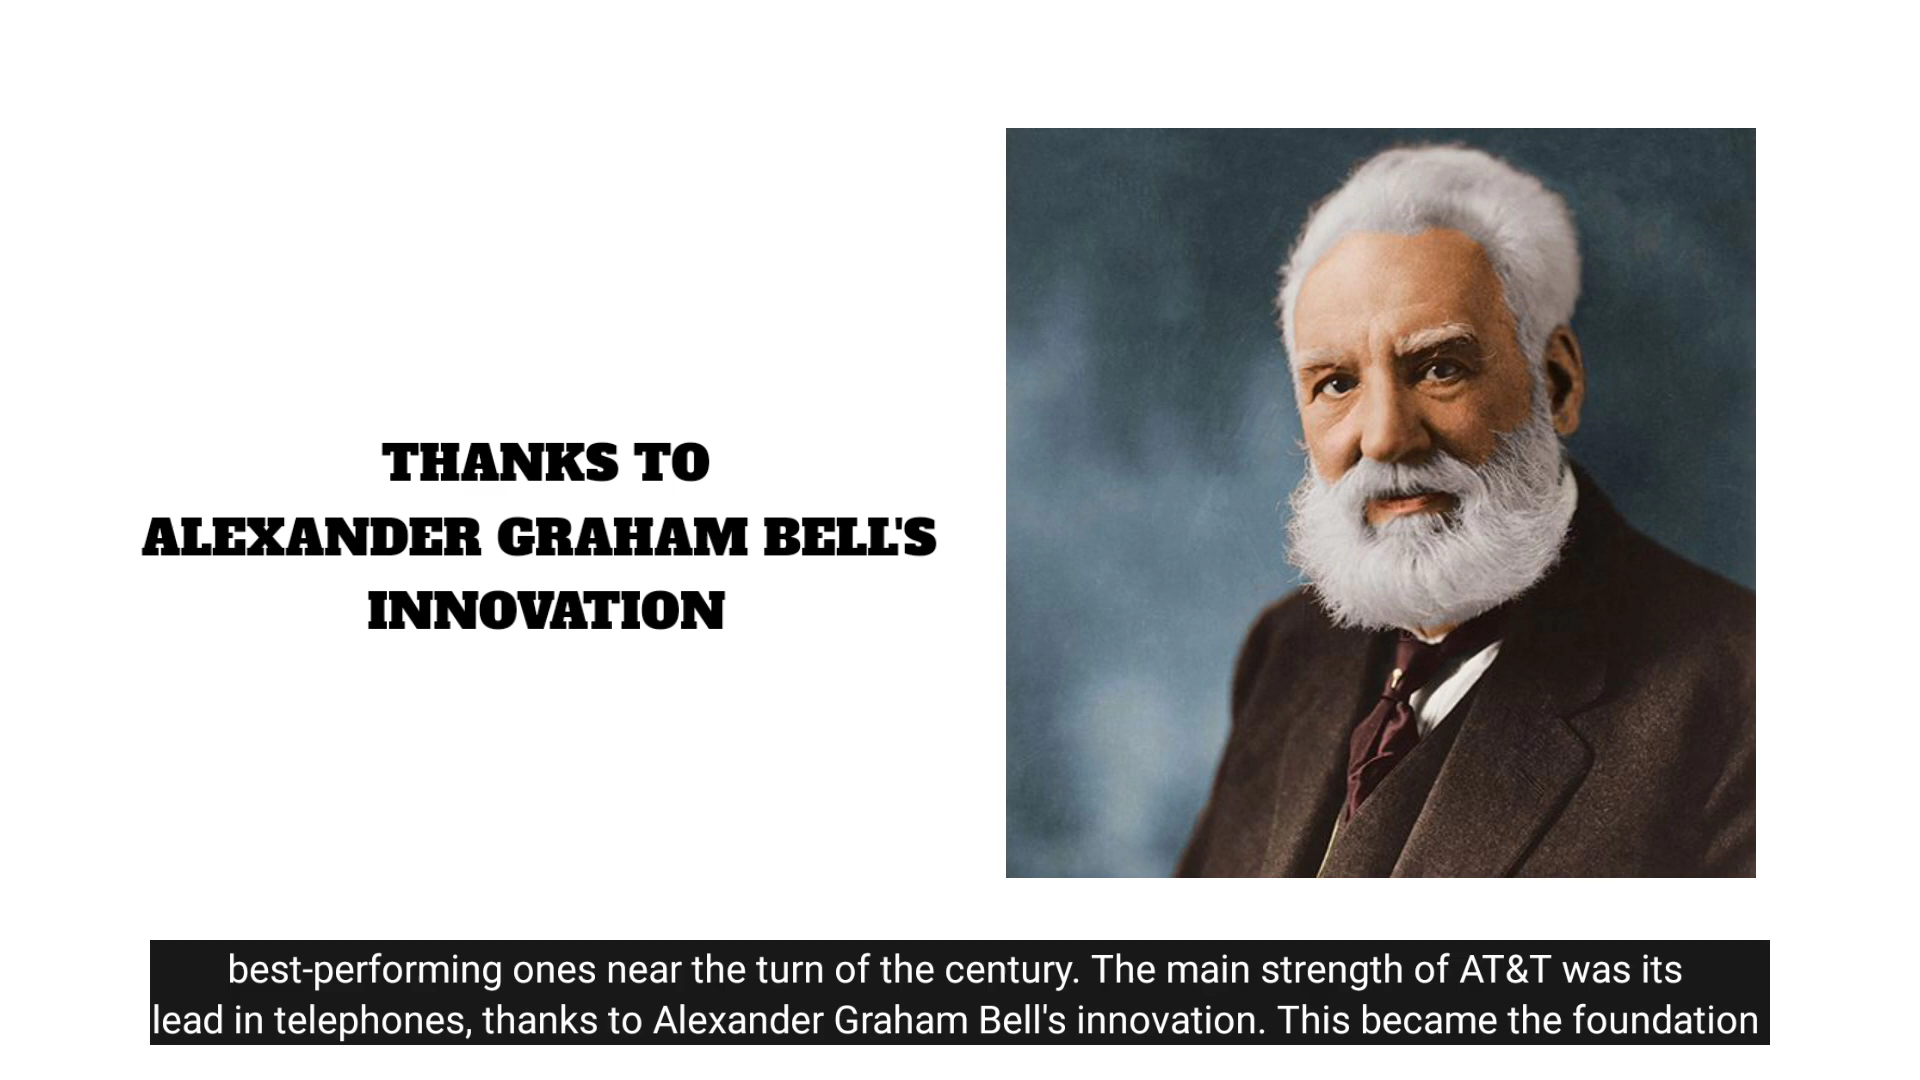 THANKS TO
ALEXANDER GRAHAM BELL'S
INNOVATION
best-performing ones near the turn of the century. The main strength of AT&T was its
lead in telephones, thanks to Alexander Graham Bell's innovation. This became the foundation